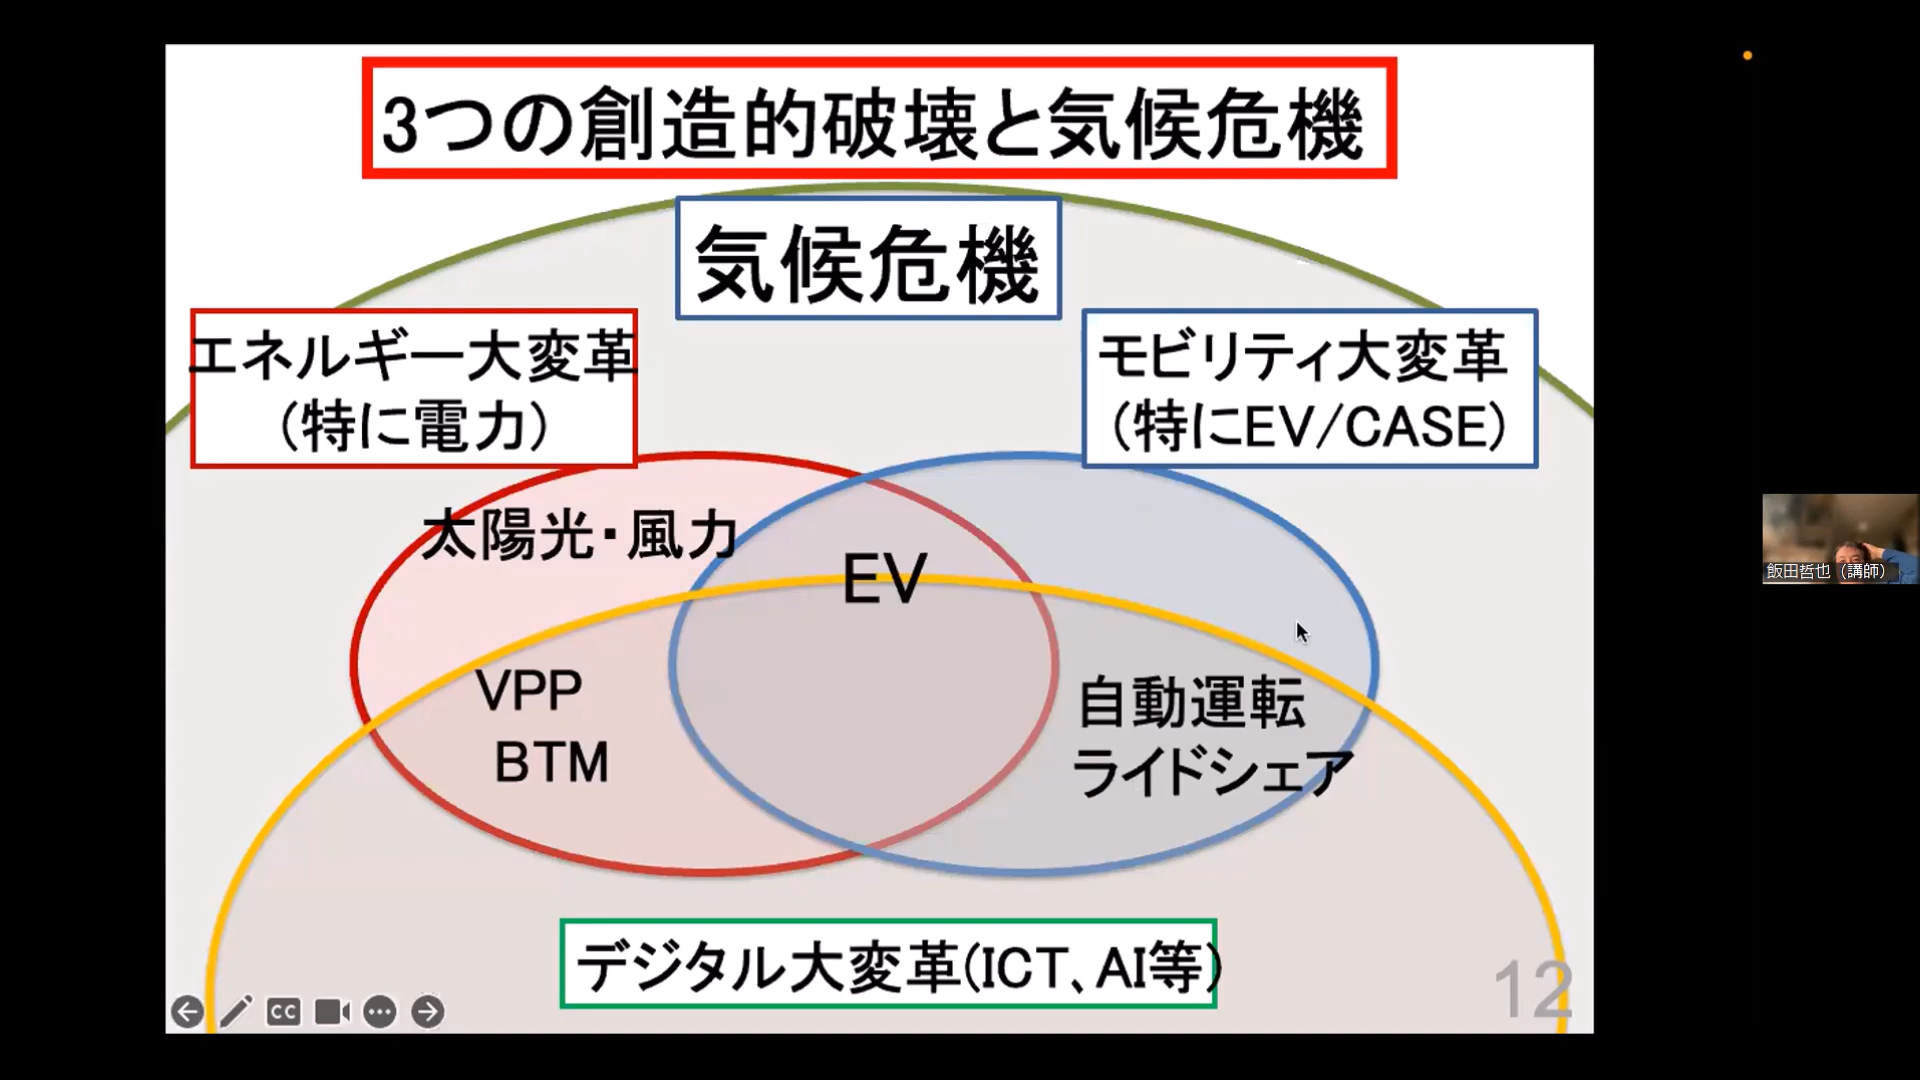 3つの創造的破壊と気候危機
気候危機
エネルギー大変革
(特に電力)
モビリティ大変革
(特にEV/CASE)
太陽光・風力
EV
VPP
BTM
自動運転
ライドシェア
デジタル大変革(ICT、AI等)
12
CC
飯田哲也（講師）